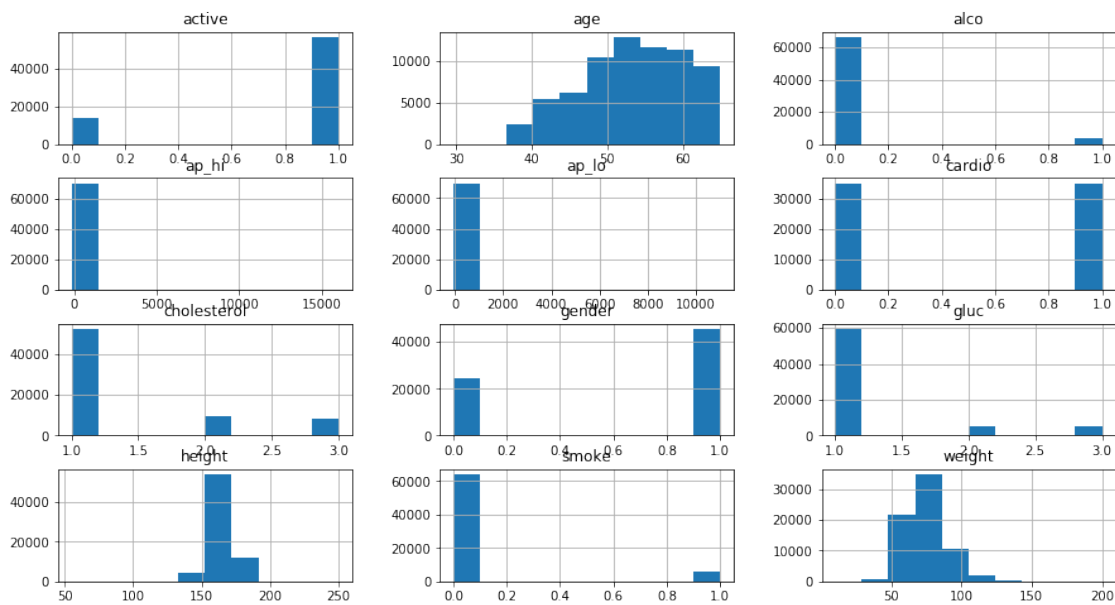 active age alco
40000 20000 0
10000 5000 0
60000 40000 20000 0
0.0 0.2 0.4 0.6 0.8 1.0
30 40 50 60
0.0 0.2 0.4 0.6 0.8 1.0
ap_hi ap_lo cardio
60000 40000 20000 0
60000 40000 20000 0
30000 20000 10000 0
0 5000 10000 15000
0 2000 4000 6000 8000 10000
0.0 0.2 0.4 0.6 0.8 1.0
cholesterol gender gluc
40000 20000 0
40000 20000 0
60000 40000 20000 0
1.0 1.5 2.0 2.5 3.0
0.0 0.2 0.4 0.6 0.8 1.0
1.0 1.5 2.0 2.5 3.0
height smoke weight
40000 20000 0
60000 40000 20000 0
30000 20000 10000 0
50 100 150 200 250
0.0 0.2 0.4 0.6 0.8 1.0
50 100 150 200